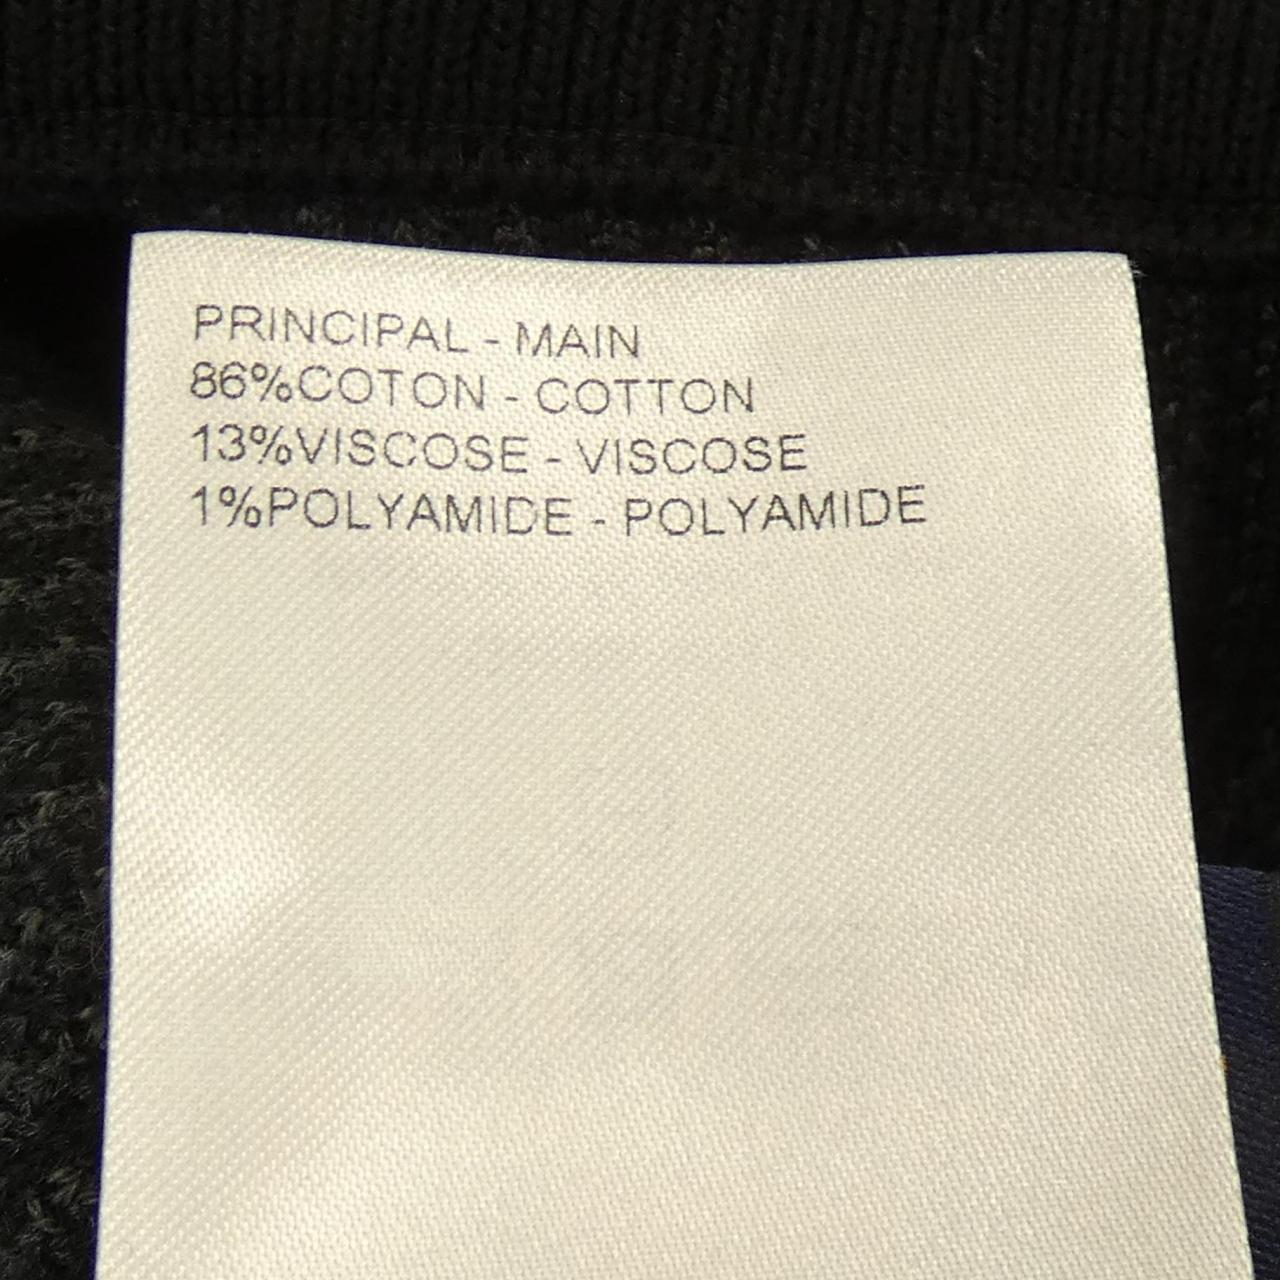 PRINCIPAL - MAIN
86%COTON - COTTON
13%VISCOSE - VISCOSE
1%POLYAMIDE - POLYAMIDE